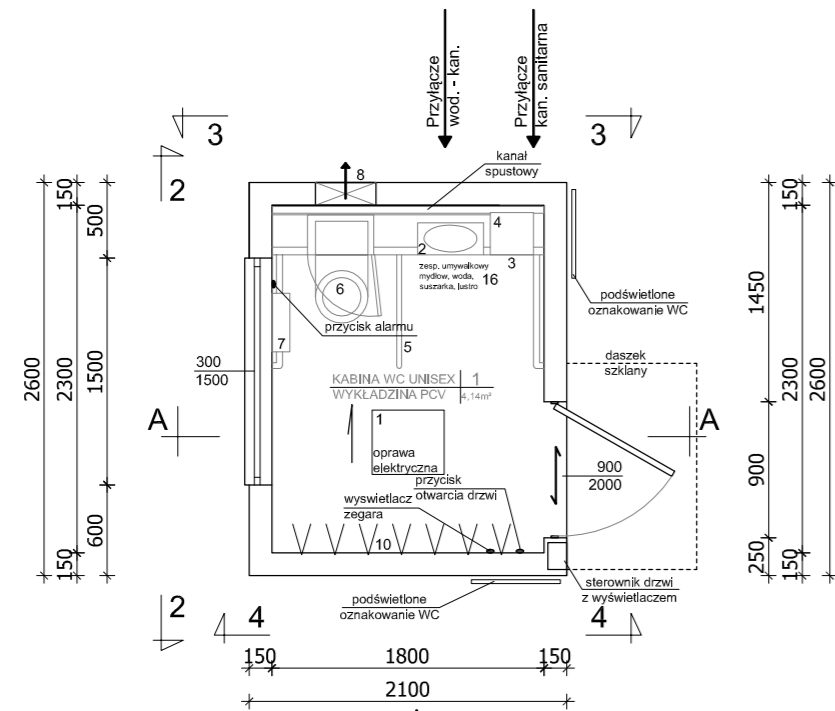 Przyłącze
wod. - kan.
Przyłącze
kan. sanitarna
3
3
2
kanał
spustowy
8
4
2
3
zesp. umywalkowy
mydłow, woda,
suszarka, lustro
16
6
przycisk alarmu
7
5
podświetlone
oznakowanie WC
daszek
szklany
300
1500
KABINA WC UNISEX
1
WYKŁADZINA PCV
4,14m²
A
A
1
oprawa
elektryczna
900
2000
przycisk
otwarcia drzwi
wyswietlacz
zegara
10
sterownik drzwi
z wyświetlaczem
podświetlone
oznakowanie WC
2
4
4
2600
150
2300
150
500
1500
600
150
1450
900
250
2300
150
2600
150
1800
150
2100